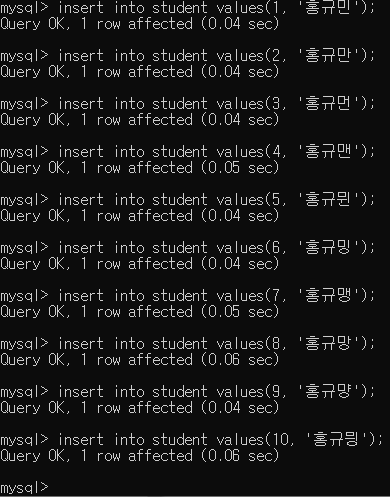 mysql> insert into student values(1, '홍규민');
Query OK, 1 row affected (0.04 sec)
mysql> insert into student values(2, '홍규만');
Query OK, 1 row affected (0.04 sec)
mysql> insert into student values(3, '홍규먼');
Query OK, 1 row affected (0.04 sec)
mysql> insert into student values(4, '홍규맨');
Query OK, 1 row affected (0.05 sec)
mysql> insert into student values(5, '홍규뮌');
Query OK, 1 row affected (0.04 sec)
mysql> insert into student values(6, '홍규밍');
Query OK, 1 row affected (0.04 sec)
mysql> insert into student values(7, '홍규맹');
Query OK, 1 row affected (0.05 sec)
mysql> insert into student values(8, '홍규망');
Query OK, 1 row affected (0.06 sec)
mysql> insert into student values(9, '홍규먕');
Query OK, 1 row affected (0.04 sec)
mysql> insert into student values(10, '홍규믱');
Query OK, 1 row affected (0.06 sec)
mysql>